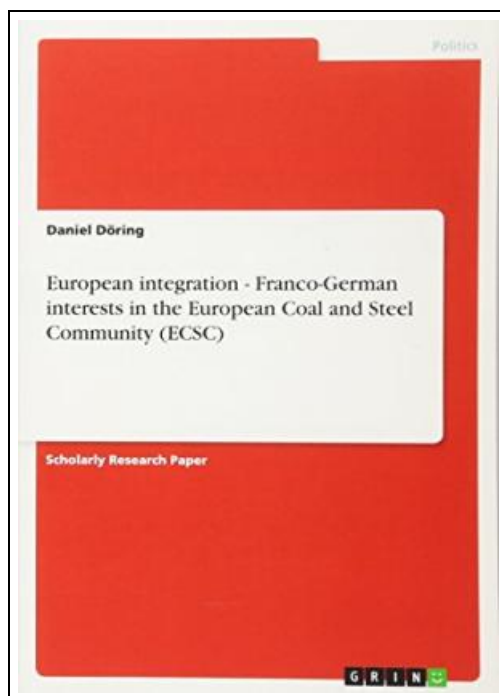 Politics
Daniel Döring
European integration - Franco-German
interests in the European Coal and Steel
Community (ECSC)
Scholarly Research Paper
GRIN